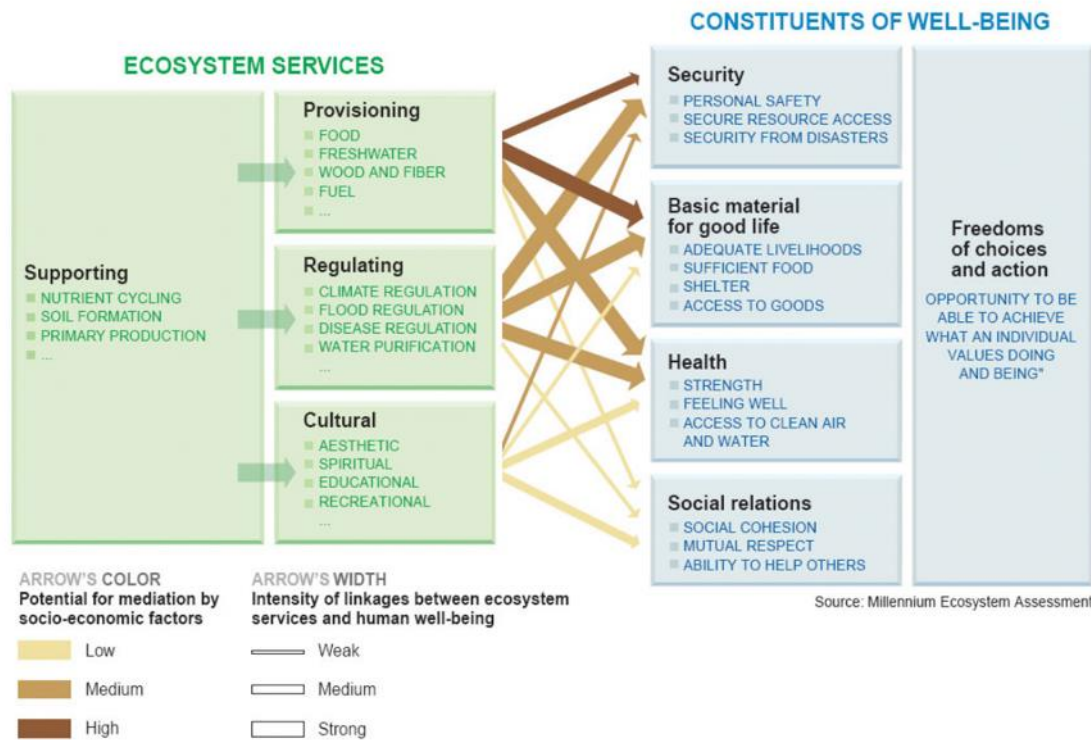 CONSTITUENTS OF WELL-BEING
ECOSYSTEM SERVICES
Supporting
NUTRIENT CYCLING
SOIL FORMATION
PRIMARY PRODUCTION
...
Provisioning
FOOD
FRESHWATER
WOOD AND FIBER
FUEL
...
Regulating
CLIMATE REGULATION
FLOOD REGULATION
DISEASE REGULATION
WATER PURIFICATION
...
Cultural
AESTHETIC
SPIRITUAL
EDUCATIONAL
RECREATIONAL
...
Security
PERSONAL SAFETY
SECURE RESOURCE ACCESS
SECURITY FROM DISASTERS
Basic material
for good life
ADEQUATE LIVELIHOODS
SUFFICIENT FOOD
SHELTER
ACCESS TO GOODS
Health
STRENGTH
FEELING WELL
ACCESS TO CLEAN AIR
AND WATER
Social relations
SOCIAL COHESION
MUTUAL RESPECT
ABILITY TO HELP OTHERS
Freedoms
of choices
and action
OPPORTUNITY TO BE
ABLE TO ACHIEVE
WHAT AN INDIVIDUAL
VALUES DOING
AND BEING"
Source: Millennium Ecosystem Assessment
ARROW'S COLOR
Potential for mediation by
socio-economic factors
Low
Medium
High
ARROW'S WIDTH
Intensity of linkages between ecosystem
services and human well-being
Weak
Medium
Strong